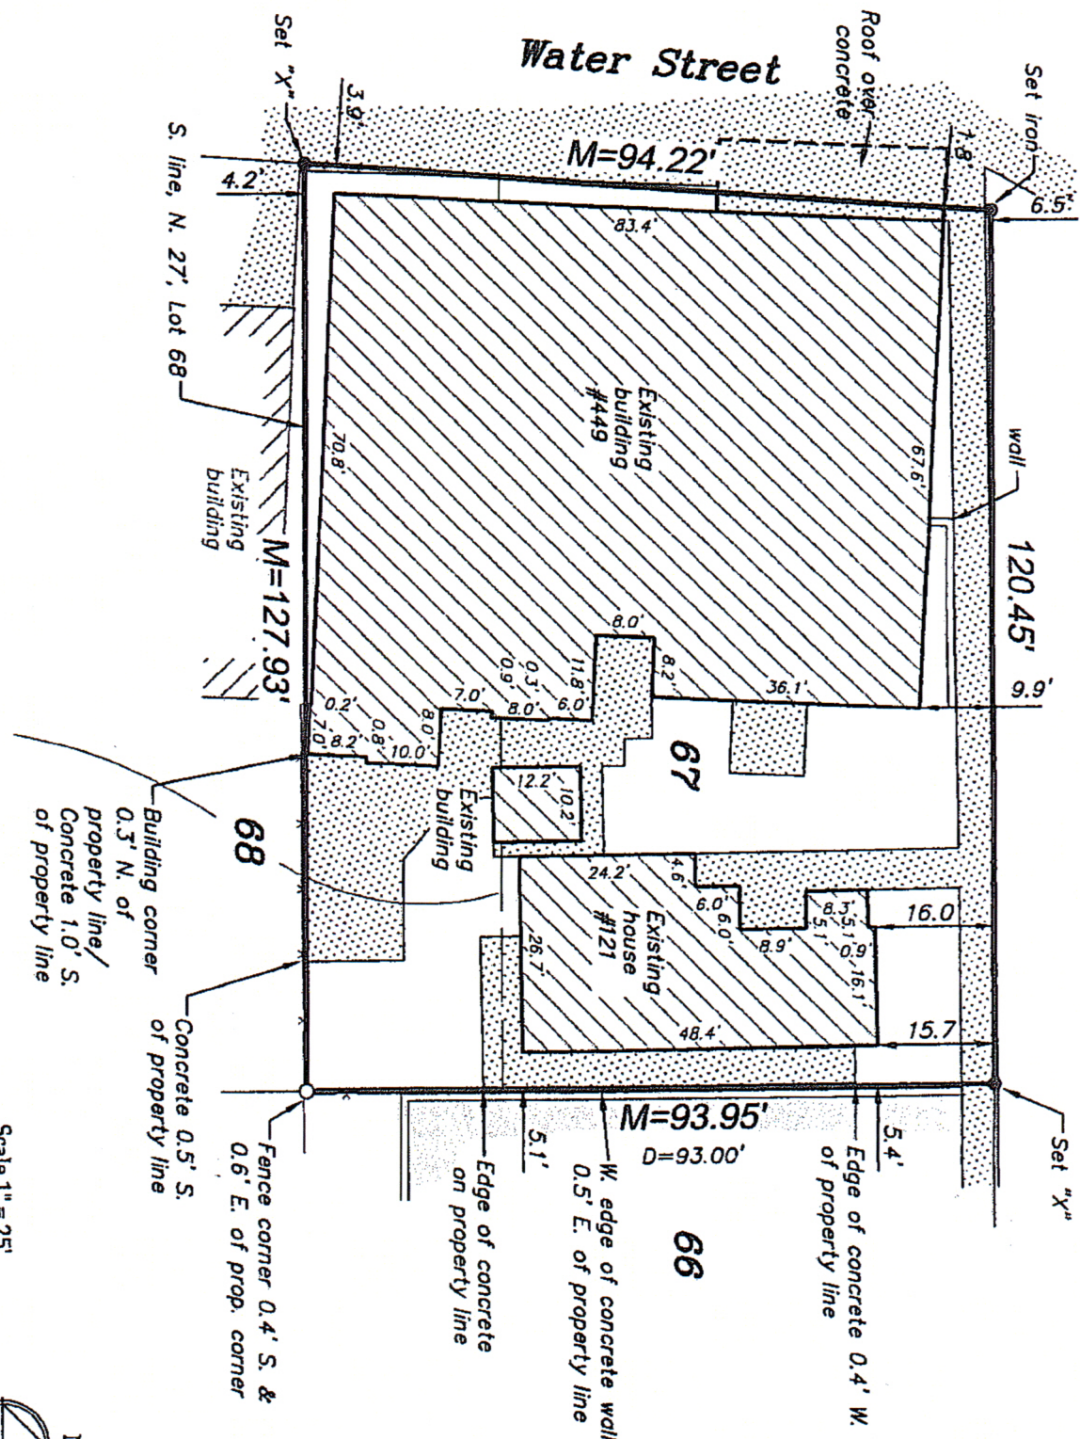 Water Street
Set "X"
3.9'
M=94.22'
Roof over
concrete
1.8'
Set iron
6.5'
4.2'
83.4'
S. line, N. 27', Lot 68
Existing
building
#449
70.8'
67.6'
wall
120.45'
Existing
building
M=127.93'
9.9'
8.0'
8.2'
36.1'
11.8'
6.0'
0.3'
0.9'
8.0'
7.0'
8.0'
10.0'
0.8'
8.2'
0.2'
7.0'
67
68
12.2'
10.2'
Existing
building
24.2'
4.6'
6.0'
6.0'
8.9'
5.1'
8.3'
5.1'
0.9'
16.1'
16.0
15.7
Existing
house
#121
26.7'
48.4'
Building corner
0.3' N. of
property line/
Concrete 1.0' S.
of property line
Concrete 0.5' S.
of property line
M=93.95'
D=93.00'
Fence corner 0.4' S. &
0.6' E. of prop. corner
5.1'
Edge of concrete
on property line
W. edge of concrete wall
0.5' E. of property line
5.4'
Edge of concrete 0.4' W.
of property line
Set "X"
66
Scale 1" = 25'